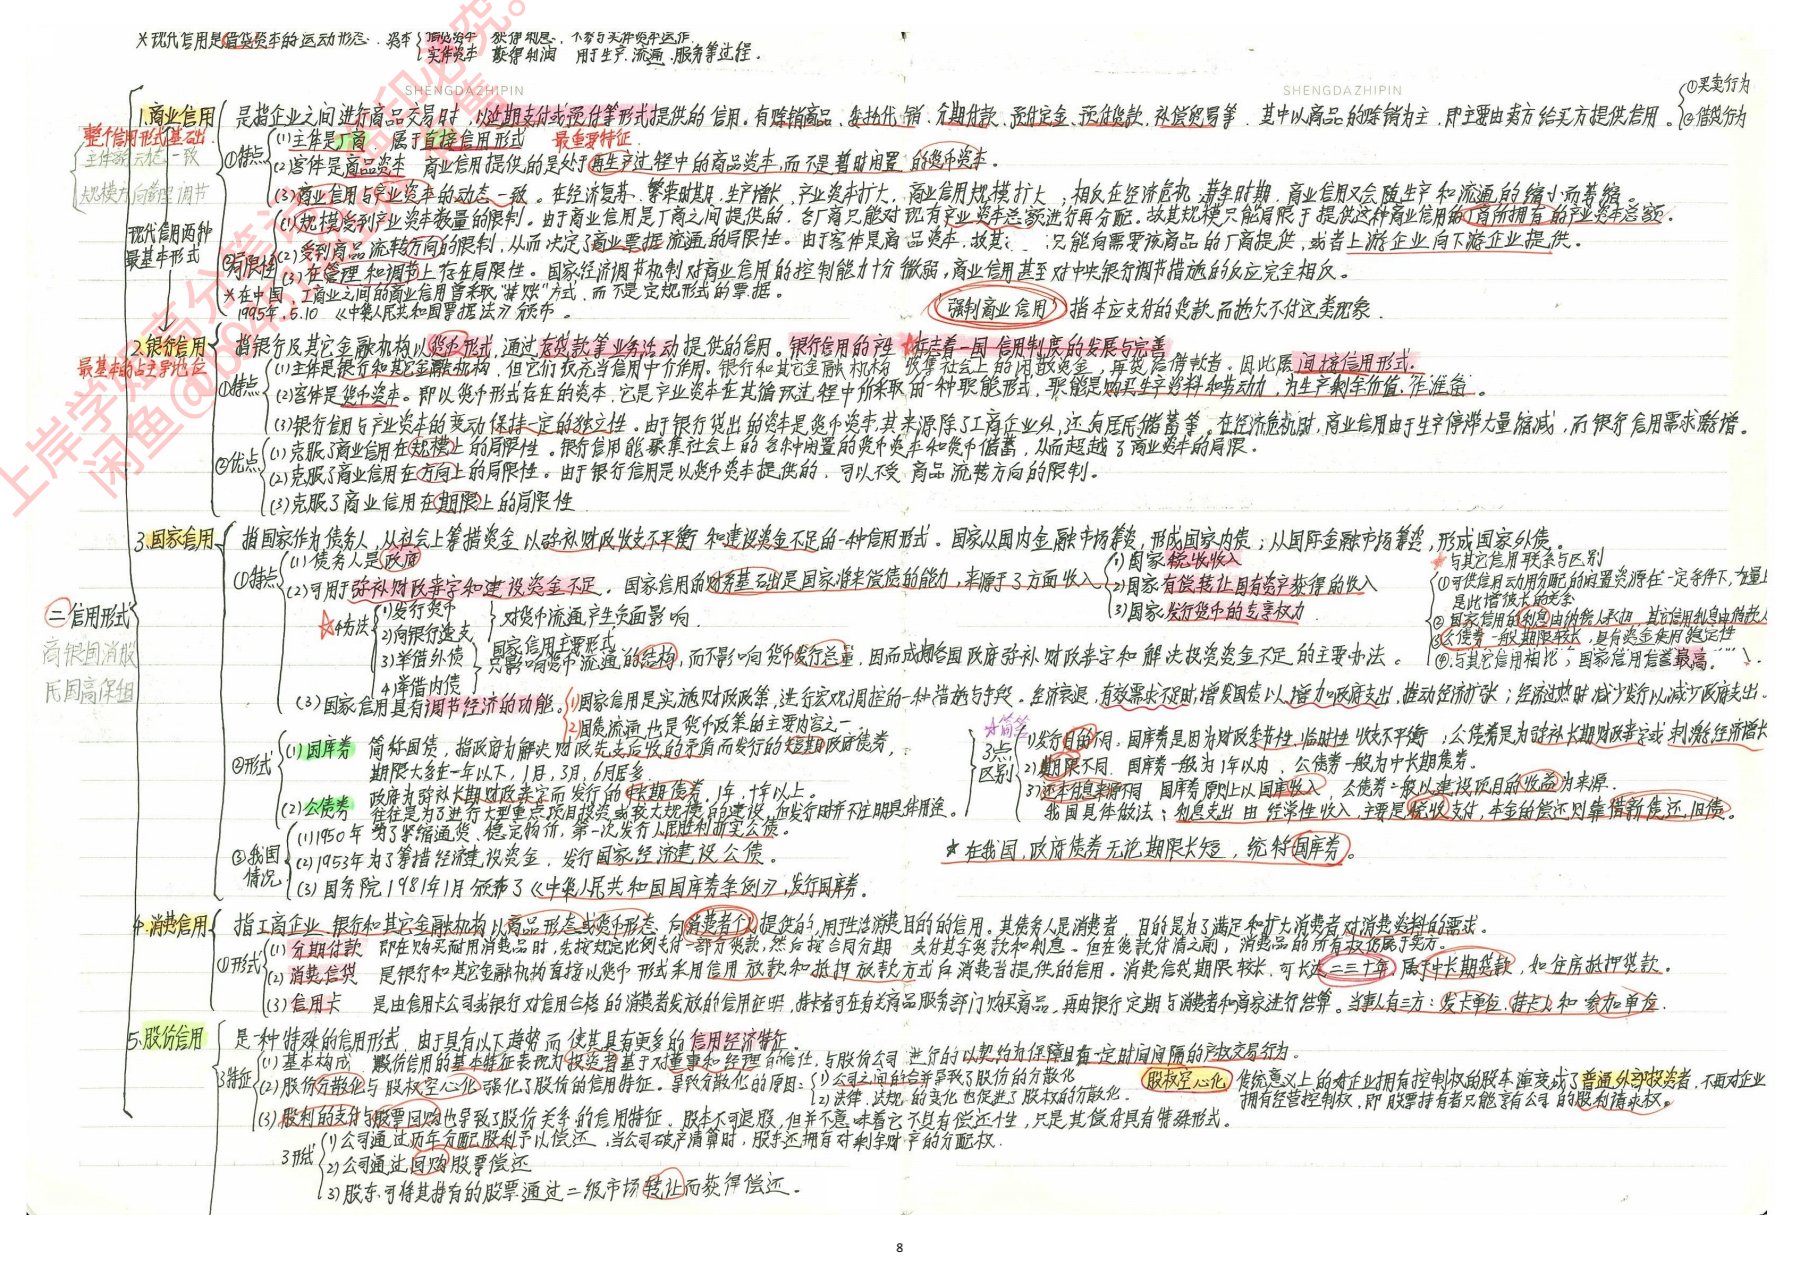 ※现代信用是借贷资本的运动形态. 资本 借贷资本 获得利息. 不参与实体资本运作.
实体资本 获得利润 用于生产.流通.服务等过程.
SHENGDAZHIPIN SHENGDAZHIPIN
①买卖行为
1.商业信用 是指企业之间进行商品交易时, 以延期支付或预付等形式提供的信用。有赊销商品、委托代销、分期付款、预付定金、预付货款、补偿贸易等. 其中以商品的赊销为主, 即主要由卖方给买方提供信用。 ②借贷行为
整个信用形式基础.
①特点 (1)主体是厂商 属于直接信用形式 最重要特征.
(2)客体是商品资本 商业信用提供的是处于再生产过程中的商品资本,而不是暂时闲置的货币资本。
(3)商业信用与产业资本的动态一致。在经济复苏、繁荣时期,生产增长,产业资本扩大,商业信用规模扩大;相反在经济危机、萧条时期,商业信用又会随生产和流通的缩小而萎缩。
主体客动态一致
规模方向管理调节
现代信用两种
最基本形式
②局限性 (1)规模受到产业资本数量的限制。由于商业信用是厂商之间提供的,各厂商只能对现有产业资本总额进行再分配。故其规模只能局限于提供这种商业信用的厂商所拥有的产业资本总额.
(2)受到商品流转方向的限制,从而决定了商业票据流通的局限性。由于客体是商品资本,故其 只能向需要该商品的厂商提供,或者上游企业向下游企业提供。
(3)在管理和调节上存在局限性。国家经济调节机制对商业信用的控制能力十分微弱,商业信用甚至对中央银行调节措施的反应完全相反。
※在中国,工商业之间的商业信用曾采取"挂账"方式,而不是定规形式的票据。
1995年.5.10 《中华人民共和国票据法》颁布。
强制商业信用 指本应支付的货款而拖欠不付这类现象.
2.银行信用 指银行及其它金融机构以货币形式,通过存贷款等业务活动提供的信用。银行信用的产生标志着一国信用制度的发展与完善
最基本的占主导地位
①特点 (1)主体是银行和其它金融机构, 但它们仅充当信用中介作用。银行和其它金融机构 收集社会上的闲散资金,再贷给借款者。因此属间接信用形式.
(2)客体是货币资本。即以货币形式存在的资本,它是产业资本在其循环过程中所采取的一种职能形式,职能是购买生产资料和劳动力,为生产剩余价值作准备.
(3)银行信用与产业资本的变动保持一定的独立性。由于银行贷出的资本是货币资本,其来源除了工商企业外,还有居民储蓄等。在经济危机时,商业信用由于生产停滞大量缩减,而银行信用需求激增。
②优点 (1)克服了商业信用在规模上的局限性。银行信用能聚集社会上的各种闲置的货币资本和货币储蓄,从而超越了商业资本的局限.
(2)克服了商业信用在方向上的局限性。由于银行信用是以货币资本提供的,可以不受商品流转方向的限制.
(3)克服了商业信用在期限上的局限性
3.国家信用 指国家作为债务人,从社会上筹措资金以弥补财政收支不平衡和建设资金不足的一种信用形式。国家从国内金融市场筹资,形成国家内债;从国际金融市场筹资,形成国家外债。
①特点 (1)债务人是政府
(2)可用于弥补财政赤字和建设资金不足. 国家信用的财务基础是国家将来偿债的能力,来源于3方面收入 1)国家税收收入
2)国家有偿转让国有资产获得的收入
3)国家发行货币的专享权力.
※与其它信用联系与区别
①可供信用动用分配的闲置资源在一定条件下,在量上
是此增彼长的关系
②国家信用的利息由纳税人承担,其它信用利息由借款人
③公债券一般期限较长,具有资金使用稳定性
④.与其它信用相比;国家信用信誉最高.
☆4方法 1)发行货币
2)向银行透支 对货币流通产生负面影响.
3)举借外债
4)举借内债 国家信用主要形式
只影响货币流通的结构,而不影响货币发行总量,因而成为各国政府弥补财政赤字和解决投资资金不足的主要办法。
二信用形式
商银国消股
民国高保租
(3)国家信用具有调节经济的功能。 1)国家信用是实施财政政策,进行宏观调控的一种措施与手段。经济衰退,有效需求不足时,增发国债以增加政府支出,推动经济扩张;经济过热时减少发行以减少政府支出.
2)国债流通也是货币政策的主要内容之一
②形式 (1)国库券 简称国债,指政府为解决财政先支后收的矛盾而发行的短期政府债券,
期限大多在一年以下,1月,3月,6月居多.
(2)公债券 政府为弥补长期财政赤字而发行的中长期债券,1年,十年以上。
往往是为了进行大型重点项目投资或较大规模的建设,但发行时并不注明具体用途。
☆简答
3点区别 1)发行目的不同. 国库券是因为财政季节性、临时性收支不平衡;公债券是为弥补长期财政赤字或刺激经济增长
2)期限不同. 国库券一般为1年以内,公债券一般为中长期债券。
3)还本付息来源不同 国库券原则上以国库收入,公债券一般以建设项目的收益为来源.
我国具体做法:利息支出由经常性收入,主要是税收支付,本金的偿还则靠借新债还旧债。
③我国情况 (1)1950年 为了紧缩通货、稳定物价,第一次发行人民胜利折实公债。
(2)1953年为了筹措经济建设资金, 发行国家经济建设公债。
(3)国务院1981年1月颁布了《中华人民共和国国库券条例》,发行国库券.
★在我国,政府债券无论期限长短,统称国库券。
4.消费信用 指工商企业、银行和其它金融机构以商品形态或货币形态、向消费者个人提供的,用于生活消费目的的信用。其债务人是消费者, 目的是为了满足和扩大消费者对消费资料的需求。
①形式 (1)分期付款 即在购买耐用消费品时,先按规定比例支付一部分货款,然后按合同分期 支付其余货款和利息。但在货款付清之前,消费品的所有权仍属于卖方。
(2)消费信贷 是银行和其它金融机构直接以货币形式采用信用放款和抵押放款方式向消费者提供的信用。消费信贷期限较长,可长达二三十年,属于中长期贷款,如住房抵押贷款。
(3)信用卡 是由信用卡公司或银行对信用合格的消费者发放的信用证明,持卡者可在有关商品服务部门购买商品,再由银行定期与消费者和商家进行结算。当事人有三方:发卡单位、持卡人和参加单位.
5.股份信用 是一种特殊的信用形式,由于具有以下趋势而使其具有更多的信用经济特征.
3特征 (1)基本构成 股份信用的基本特征表现为投资者基于对董事和经理的信任,与股份公司进行的以契约为保障且有一定时间间隔的产权交易行为。
(2)股份分散化与股权空心化强化了股份的信用特征。导致分散化的原因: 1)公司之间的合并导致了股份的分散化
2)法律、法规的变化也促进了股权的分散化.
股权空心化 传统意义上的对企业拥有控制权的股本演变成了普通外部投资者,不再对企业
拥有经营控制权,即股票持有者只能享有公司的股利请求权。
(3)股利的支付与股票回购也导致了股份关系的信用特征。股本不可退股,但并不意味着它不具有偿还性,只是其偿付具有特殊形式。
3形式 1)公司通过历年分配股利予以偿还,当公司破产清算时,股东还拥有对剩余财产的分配权.
2)公司通过回购股票偿还
3)股东可将其持有的股票通过二级市场转让而获得偿还。
8